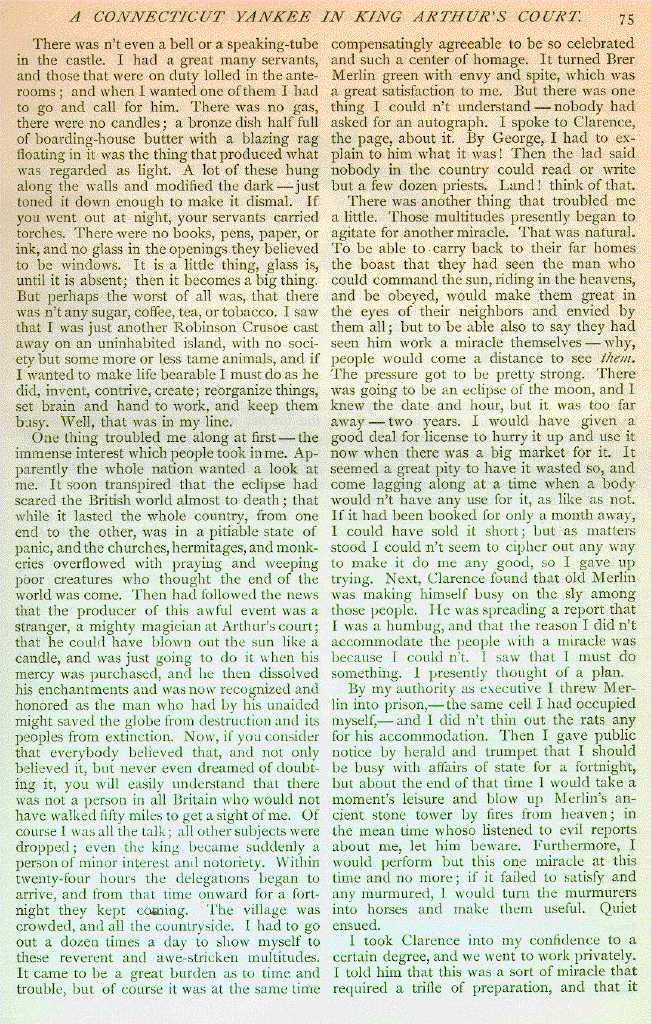 A CONNECTICUT YANKEE IN KING ARTHUR'S COURT. 75
There was n't even a bell or a speaking-tube
in the castle. I had a great many servants,
and those that were on duty lolled in the ante-
rooms; and when I wanted one of them I had
to go and call for him. There was no gas,
there were no candles; a bronze dish half full
of boarding-house butter with a blazing rag
floating in it was the thing that produced what
was regarded as light. A lot of these hung
along the walls and modified the dark—just
toned it down enough to make it dismal. If
you went out at night, your servants carried
torches. There were no books, pens, paper, or
ink, and no glass in the openings they believed
to be windows. It is a little thing, glass is,
until it is absent; then it becomes a big thing.
But perhaps the worst of all was, that there
was n't any sugar, coffee, tea, or tobacco. I saw
that I was just another Robinson Crusoe cast
away on an uninhabited island, with no soci-
ety but some more or less tame animals, and if
I wanted to make life bearable I must do as he
did, invent, contrive, create; reorganize things,
set brain and hand to work, and keep them
busy. Well, that was in my line.
One thing troubled me along at first—the
immense interest which people took in me. Ap-
parently the whole nation wanted a look at
me. It soon transpired that the eclipse had
scared the British world almost to death; that
while it lasted the whole country, from one
end to the other, was in a pitiable state of
panic, and the churches, hermitages, and monk-
eries overflowed with praying and weeping
poor creatures who thought the end of the
world was come. Then had followed the news
that the producer of this awful event was a
stranger, a mighty magician at Arthur's court;
that he could have blown out the sun like a
candle, and was just going to do it when his
mercy was purchased, and he then dissolved
his enchantments and was now recognized and
honored as the man who had by his unaided
might saved the globe from destruction and its
peoples from extinction. Now, if you consider
that everybody believed that, and not only
believed it, but never even dreamed of doubt-
ing it, you will easily understand that there
was not a person in all Britain who would not
have walked fifty miles to get a sight of me. Of
course I was all the talk; all other subjects were
dropped; even the king became suddenly a
person of minor interest and notoriety. Within
twenty-four hours the delegations began to
arrive, and from that time onward for a fort-
night they kept coming. The village was
crowded, and all the countryside. I had to go
out a dozen times a day to show myself to
these reverent and awe-stricken multitudes.
It came to be a great burden as to time and
trouble, but of course it was at the same time
compensatingly agreeable to be so celebrated
and such a center of homage. It turned Brer
Merlin green with envy and spite, which was
a great satisfaction to me. But there was one
thing I could n't understand—nobody had
asked for an autograph. I spoke to Clarence,
the page, about it. By George, I had to ex-
plain to him what it was! Then the lad said
nobody in the country could read or write
but a few dozen priests. Land! think of that.
There was another thing that troubled me
a little. Those multitudes presently began to
agitate for another miracle. That was natural.
To be able to carry back to their far homes
the boast that they had seen the man who
could command the sun, riding in the heavens,
and be obeyed, would make them great in
the eyes of their neighbors and envied by
them all; but to be able also to say they had
seen him work a miracle themselves—why,
people would come a distance to see them.
The pressure got to be pretty strong. There
was going to be an eclipse of the moon, and I
knew the date and hour, but it was too far
away—two years. I would have given a
good deal for license to hurry it up and use it
now when there was a big market for it. It
seemed a great pity to have it wasted so, and
come lagging along at a time when a body
would n't have any use for it, as like as not.
If it had been booked for only a month away,
I could have sold it short; but as matters
stood I could n't seem to cipher out any way
to make it do me any good, so I gave up
trying. Next, Clarence found that old Merlin
was making himself busy on the sly among
those people. He was spreading a report that
I was a humbug, and that the reason I did n't
accommodate the people with a miracle was
because I could n't. I saw that I must do
something. I presently thought of a plan.
By my authority as executive I threw Mer-
lin into prison,—the same cell I had occupied
myself,—and I did n't thin out the rats any
for his accommodation. Then I gave public
notice by herald and trumpet that I should
be busy with affairs of state for a fortnight,
but about the end of that time I would take a
moment's leisure and blow up Merlin's an-
cient stone tower by fires from heaven; in
the mean time whoso listened to evil reports
about me, let him beware. Furthermore, I
would perform but this one miracle at this
time and no more; if it failed to satisfy and
any murmured, I would turn the murmurers
into horses and make them useful. Quiet
ensued.
I took Clarence into my confidence to a
certain degree, and we went to work privately.
I told him that this was a sort of miracle that
required a trifle of preparation, and that it